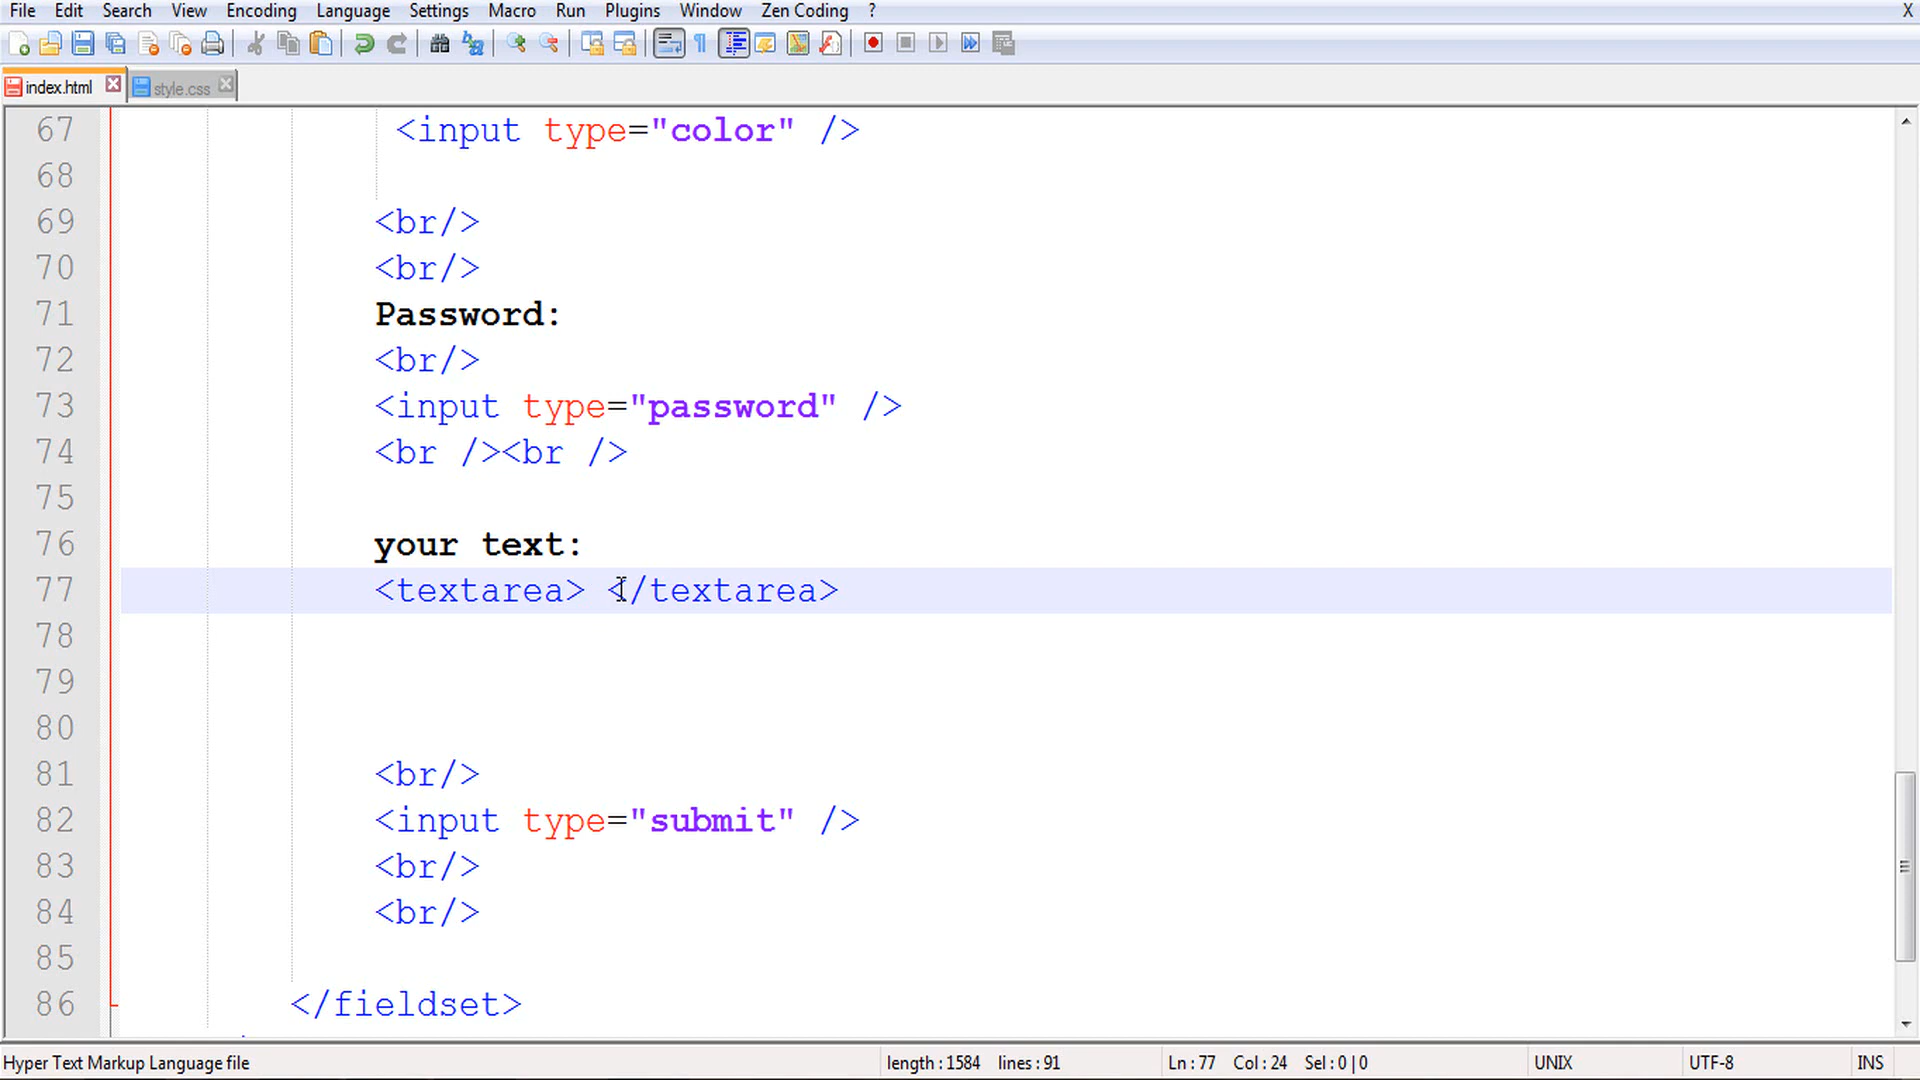 File Edit Search View Encoding Language Settings Macro Run Plugins Window Zen Coding ? X
index.html style.css
67 <input type="color" />
68
69 <br/>
70 <br/>
71 Password:
72 <br/>
73 <input type="password" />
74 <br /><br />
75
76 your text:
77 <textarea> </textarea>
78
79
80
81 <br/>
82 <input type="submit" />
83 <br/>
84 <br/>
85
86 </fieldset>
Hyper Text Markup Language file length : 1584 lines : 91 Ln : 77 Col : 24 Sel : 0 | 0 UNIX UTF-8 INS